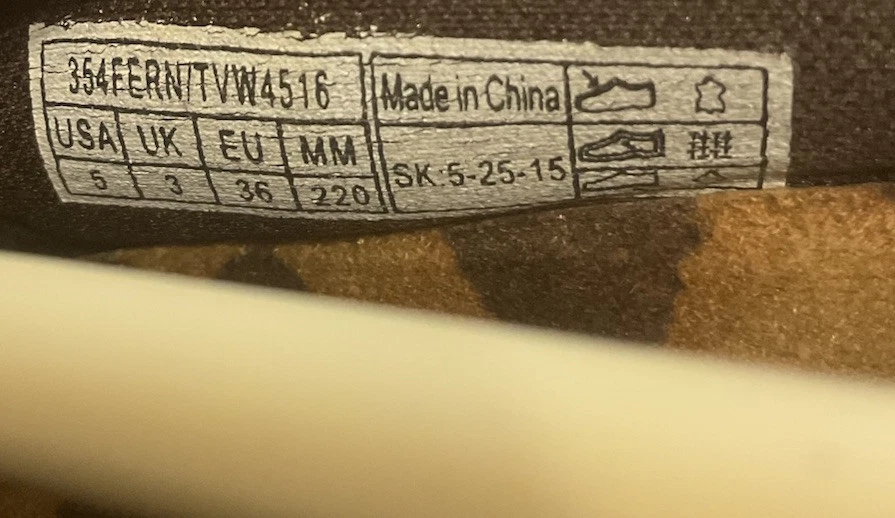 354FERN/TVW4516
Made in China
USA UK EU MM
5 3 36 220
SK:5-25-15